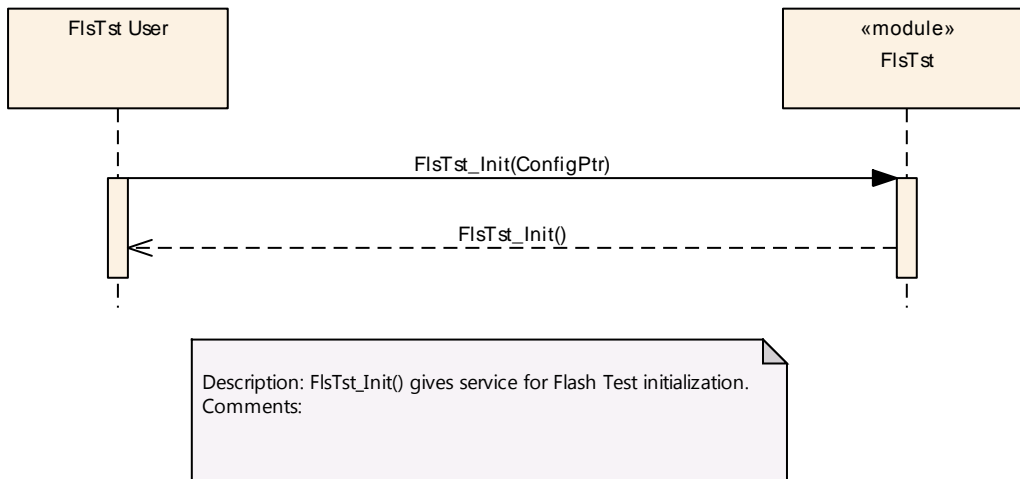 FlsTst User
«module»
FlsTst
FlsTst_Init(ConfigPtr)
FlsTst_Init()
Description: FlsTst_Init() gives service for Flash Test initialization.
Comments: